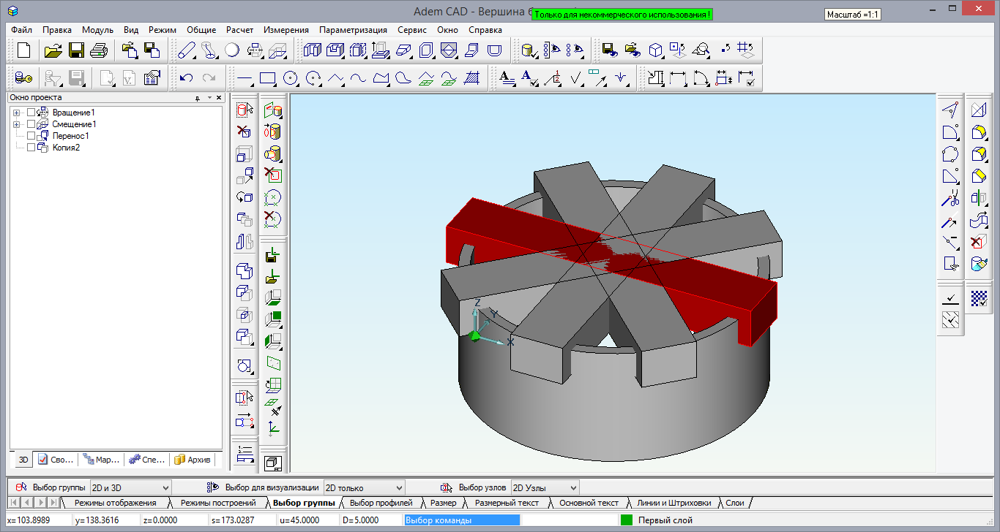 Adem CAD - Вершина б
Только для некоммерческого использования !
Масштаб =1:1
Файл Правка Модуль Вид Режим Общие Расчет Измерения Параметризация Сервис Окно Справка
Окно проекта
Вращение1
Смещение1
Перенос1
Копия2
Z
Y
X
3D Сво... Мар... Спе... Архив
Выбор группы 2D и 3D Выбор для визуализации 2D только Выбор узлов 2D Узлы
Режимы отображения Режимы построений Выбор группы Выбор профилей Размер Размерный текст Основной текст Линии и Штриховки Слои
x=103.8989 y=138.3616 z=0.0000 s=173.0287 u=45.0000 D=5.0000 Выбор команды Первый слой